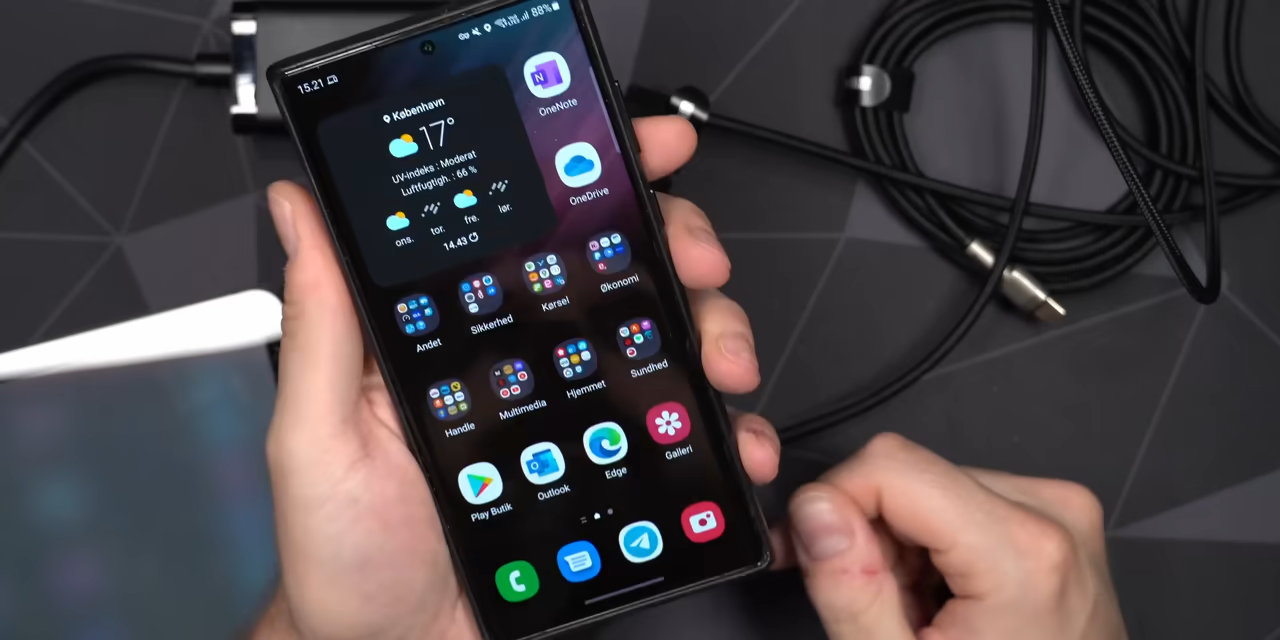 15.21
88%
København
17°
UV-indeks : Moderat
Luftfugtigh. : 66 %
ons.
tor.
fre.
lør.
14.43
OneNote
OneDrive
Andet
Sikkerhed
Kørsel
Økonomi
Handle
Multimedia
Hjemmet
Sundhed
Play Butik
Outlook
Edge
Galleri